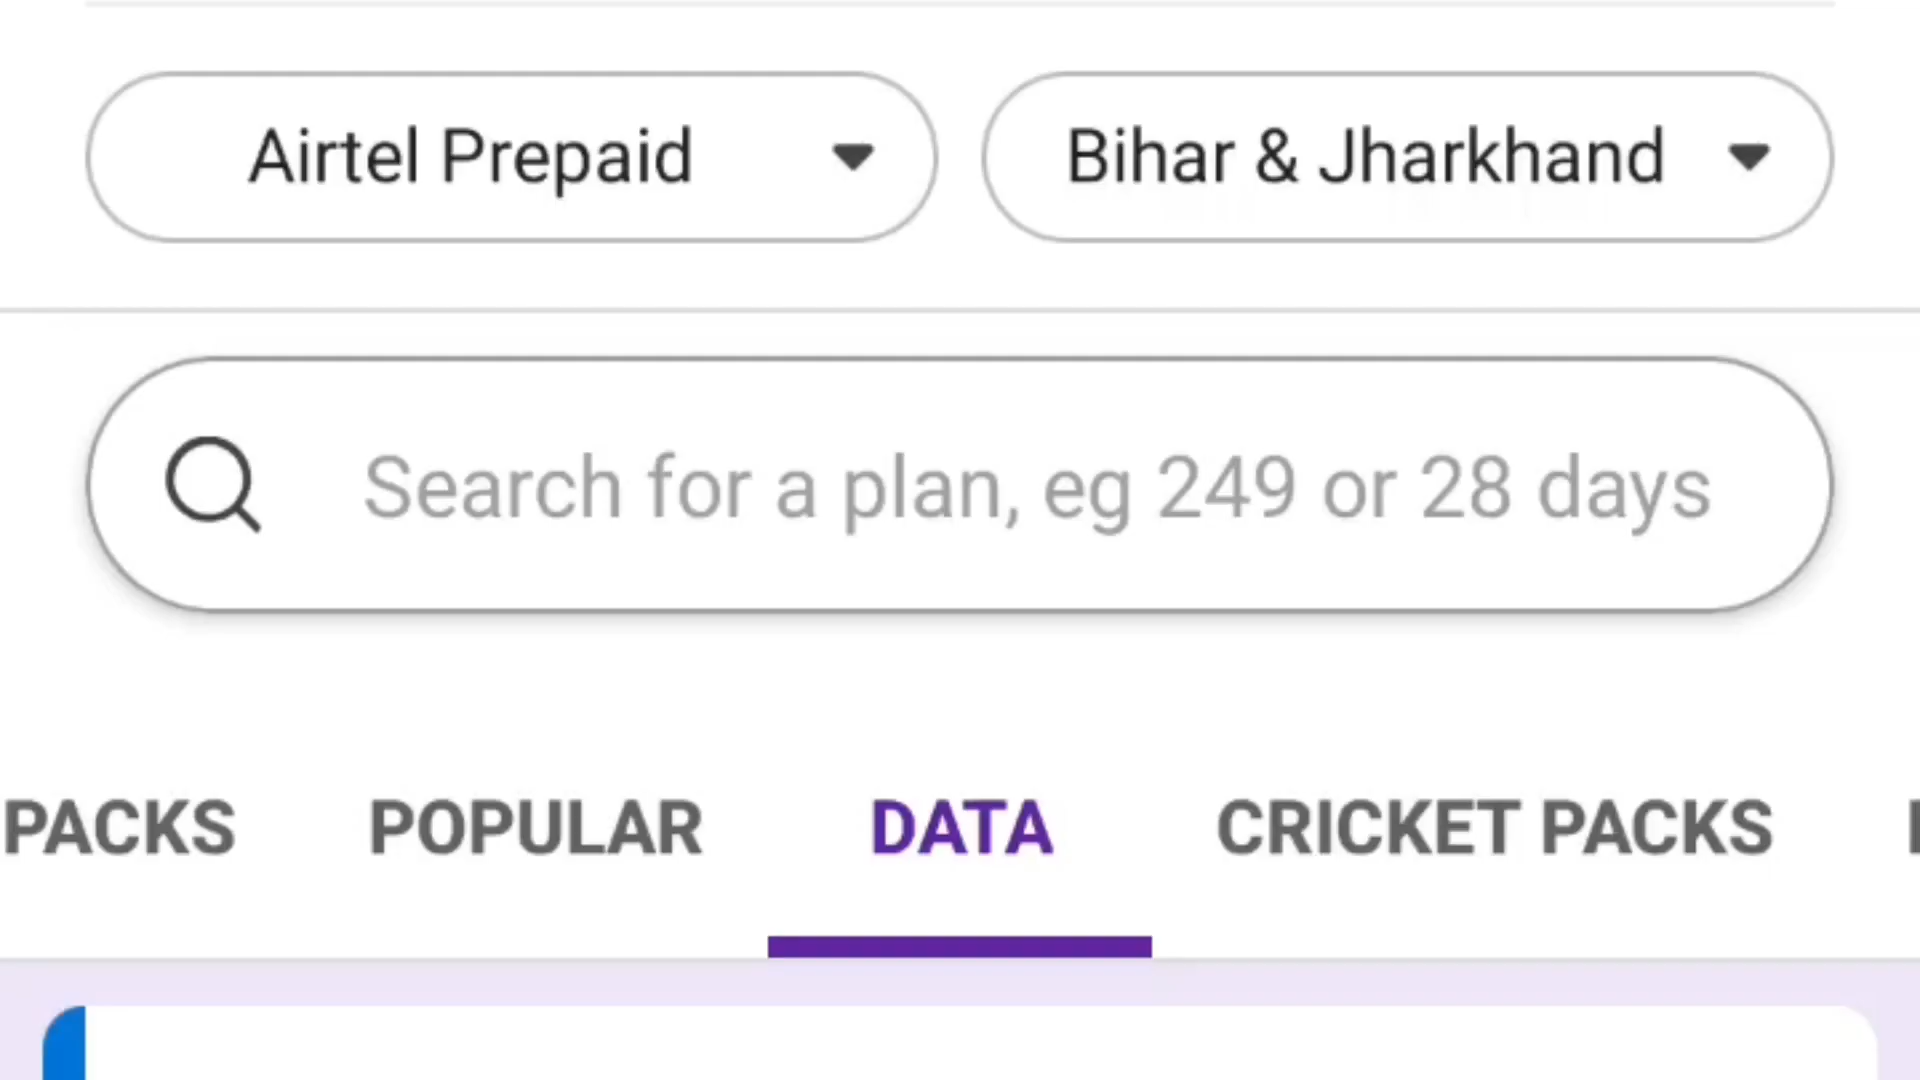 Airtel Prepaid Bihar & Jharkhand
Search for a plan, eg 249 or 28 days
PACKS POPULAR DATA CRICKET PACKS